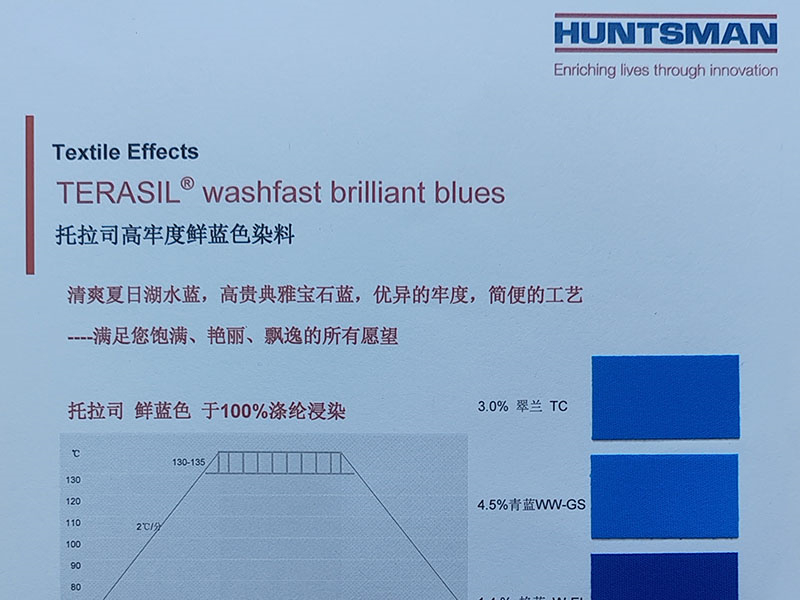 HUNTSMAN
Enriching lives through innovation
Textile Effects
TERASIL® washfast brilliant blues
托拉司高牢度鲜蓝色染料
清爽夏日湖水蓝，高贵典雅宝石蓝，优异的牢度，简便的工艺
----满足您饱满、艳丽、飘逸的所有愿望
托拉司 鲜蓝色 于100%涤纶浸染
3.0% 翠兰 TC
4.5%青蓝WW-GS
℃
130-135
130
120
110
2℃/分
100
90
80